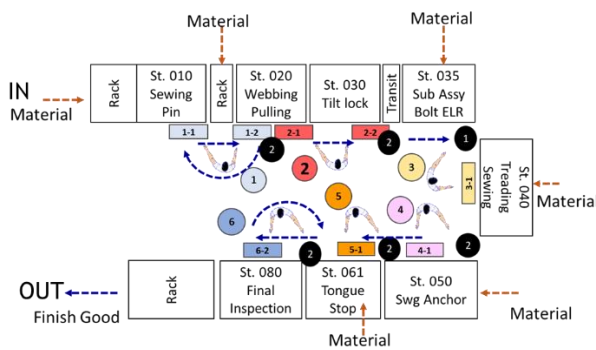 Material
Material
IN
Material
Rack
St. 010
Sewing
Pin
Rack
St. 020
Webbing
Pulling
St. 030
Tilt lock
Transit
St. 035
Sub Assy
Bolt ELR
1-1
1-2
2-1
2-2
2
2
1
1
2
3
3-1
St. 040
Treading
Sewing
Material
5
4
6
6-2
2
5-1
2
4-1
2
OUT
Finish Good
Rack
St. 080
Final
Inspection
St. 061
Tongue
Stop
St. 050
Swg Anchor
Material
Material